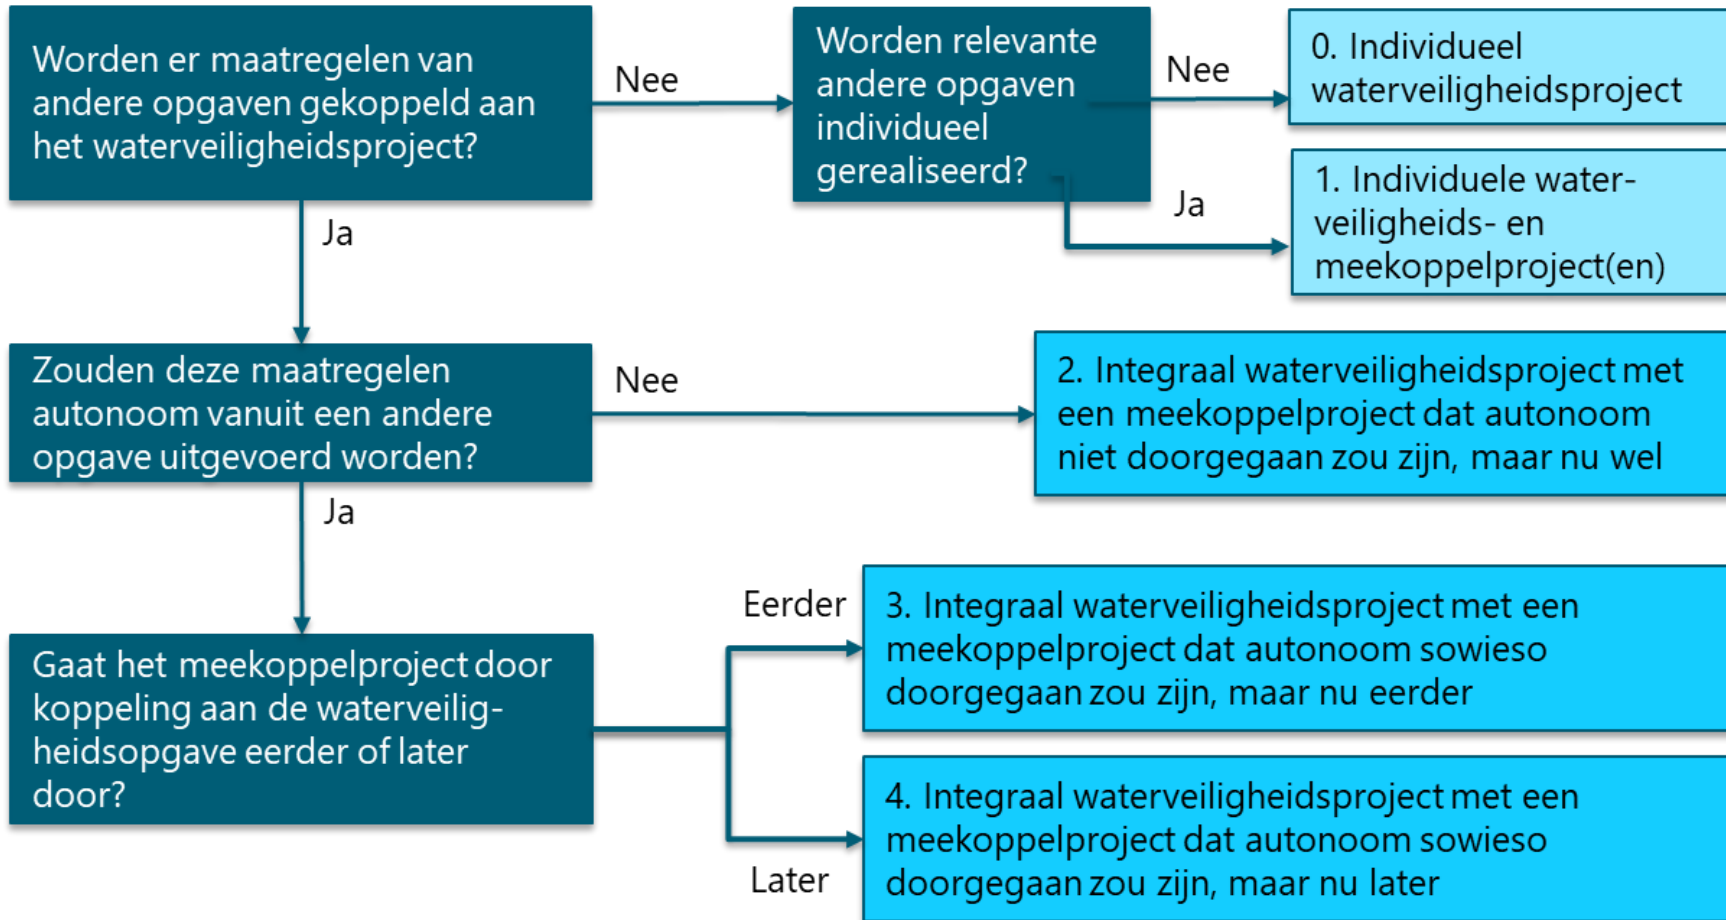 Worden er maatregelen van
andere opgaven gekoppeld aan
het waterveiligheidsproject?
Nee
Worden relevante
andere opgaven
individueel
gerealiseerd?
Nee
0. Individueel
waterveiligheidsproject
Ja
1. Individuele water-
veiligheids- en
meekoppelproject(en)
Ja
Zouden deze maatregelen
autonoom vanuit een andere
opgave uitgevoerd worden?
Nee
2. Integraal waterveiligheidsproject met
een meekoppelproject dat autonoom
niet doorgegaan zou zijn, maar nu wel
Ja
Gaat het meekoppelproject door
koppeling aan de waterveilig-
heidsopgave eerder of later
door?
Eerder
3. Integraal waterveiligheidsproject met een
meekoppelproject dat autonoom sowieso
doorgegaan zou zijn, maar nu eerder
Later
4. Integraal waterveiligheidsproject met een
meekoppelproject dat autonoom sowieso
doorgegaan zou zijn, maar nu later